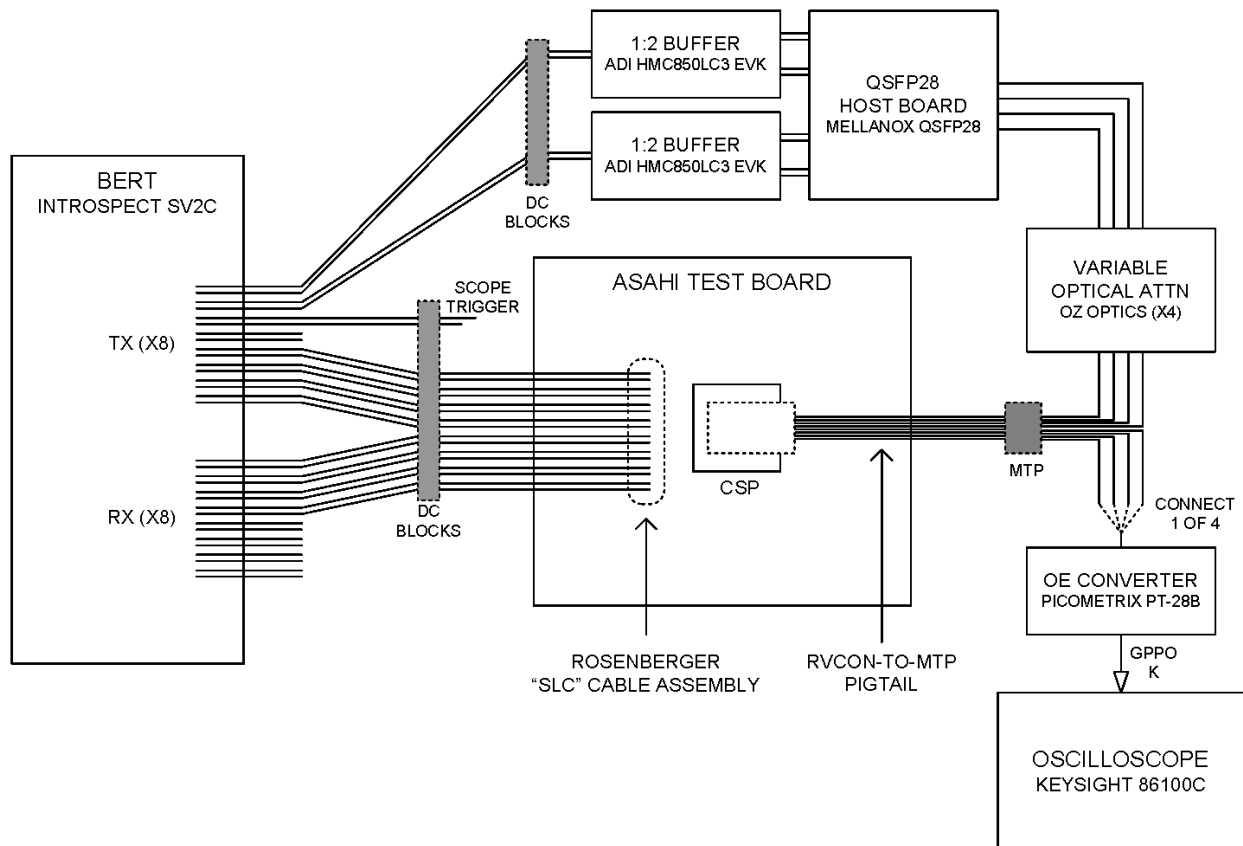 1:2 BUFFER
ADI HMC850LC3 EVK
QSFP28
HOST BOARD
MELLANOX QSFP28
1:2 BUFFER
ADI HMC850LC3 EVK
DC
BLOCKS
BERT
INTROSPECT SV2C
TX (X8)
RX (X8)
SCOPE
TRIGGER
DC
BLOCKS
ASAHI TEST BOARD
CSP
MTP
VARIABLE
OPTICAL ATTN
OZ OPTICS (X4)
CONNECT
1 OF 4
OE CONVERTER
PICOMETRIX PT-28B
GPPO
K
ROSENBERGER
“SLC” CABLE ASSEMBLY
RVCON-TO-MTP
PIGTAIL
OSCILLOSCOPE
KEYSIGHT 86100C